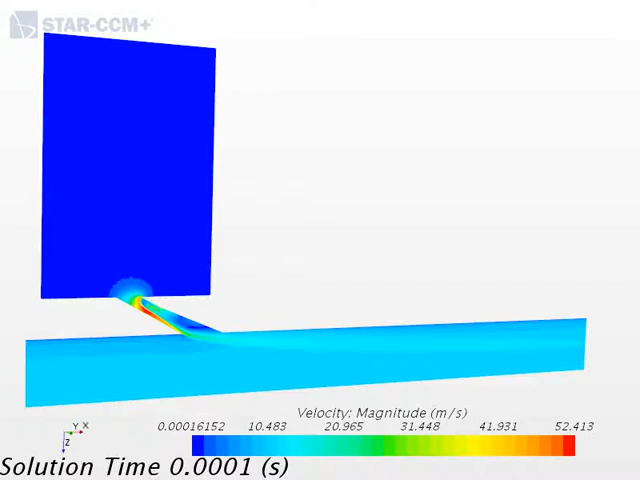 STAR-CCM+
Velocity: Magnitude (m/s)
0.00016152 10.483 20.965 31.448 41.931 52.413
Y X
Z
Solution Time 0.0001 (s)